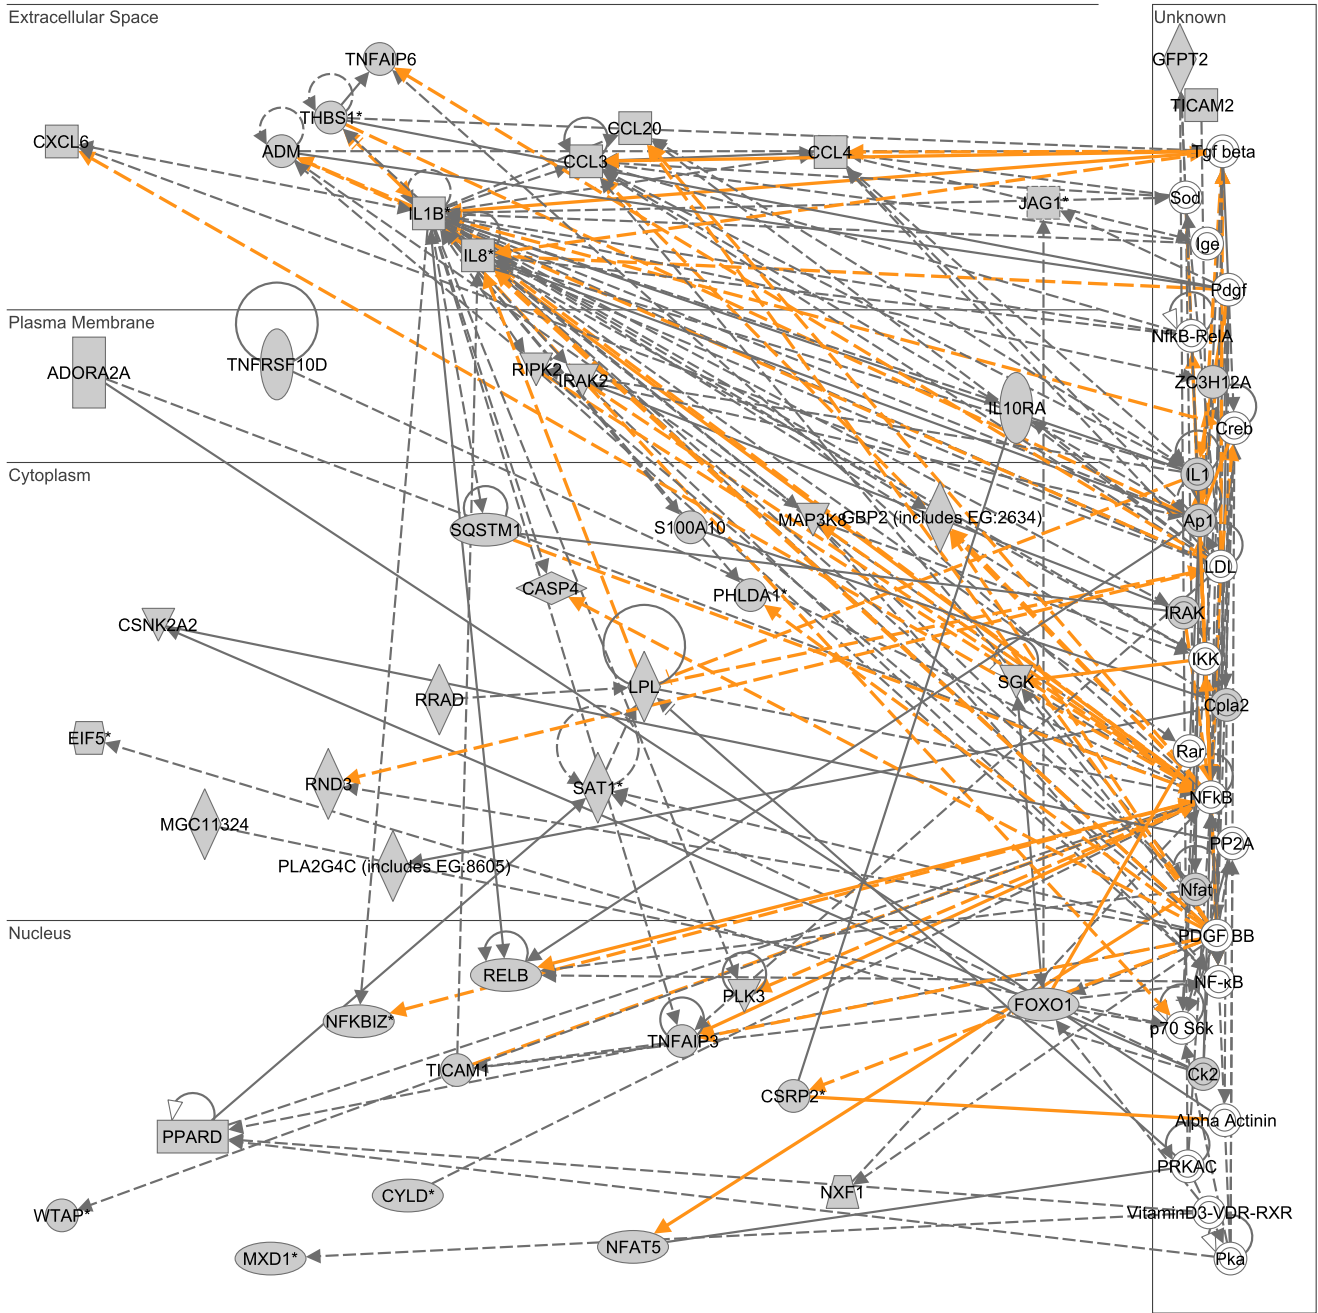 Extracellular Space
Unknown
TNFAIP6
GFPT2
TICAM2
THBS1*
CXCL6
CCL20
ADM
CCL3
CCL4
Tgf beta
IL1B*
JAG1*
Sod
IL8*
Ige
Pdgf
Plasma Membrane
NfkB-RelA
ADORA2A
TNFRSF10D
RIPK2
IRAK2
ZC3H12A
IL10RA
Creb
Cytoplasm
IL1
SQSTM1
S100A10
MAP3K8
GBP2 (includes EG:2634)
Ap1
LDL
CASP4
PHLDA1*
IRAK
CSNK2A2
IKK
RRAD
LPL
SGK
Cpla2
EIF5*
Rar
RND3
SAT1*
NFkB
MGC11324
PP2A
PLA2G4C (includes EG:8605)
Nfat
Nucleus
PDGF BB
RELB
PLK3
NF-κB
FOXO1
NFKBIZ*
p70 S6k
TNFAIP3
TICAM1
Ck2
CSRP2*
Alpha Actinin
PPARD
PRKAC
CYLD*
NXF1
WTAP*
VitaminD3-VDR-RXR
MXD1*
NFAT5
Pka